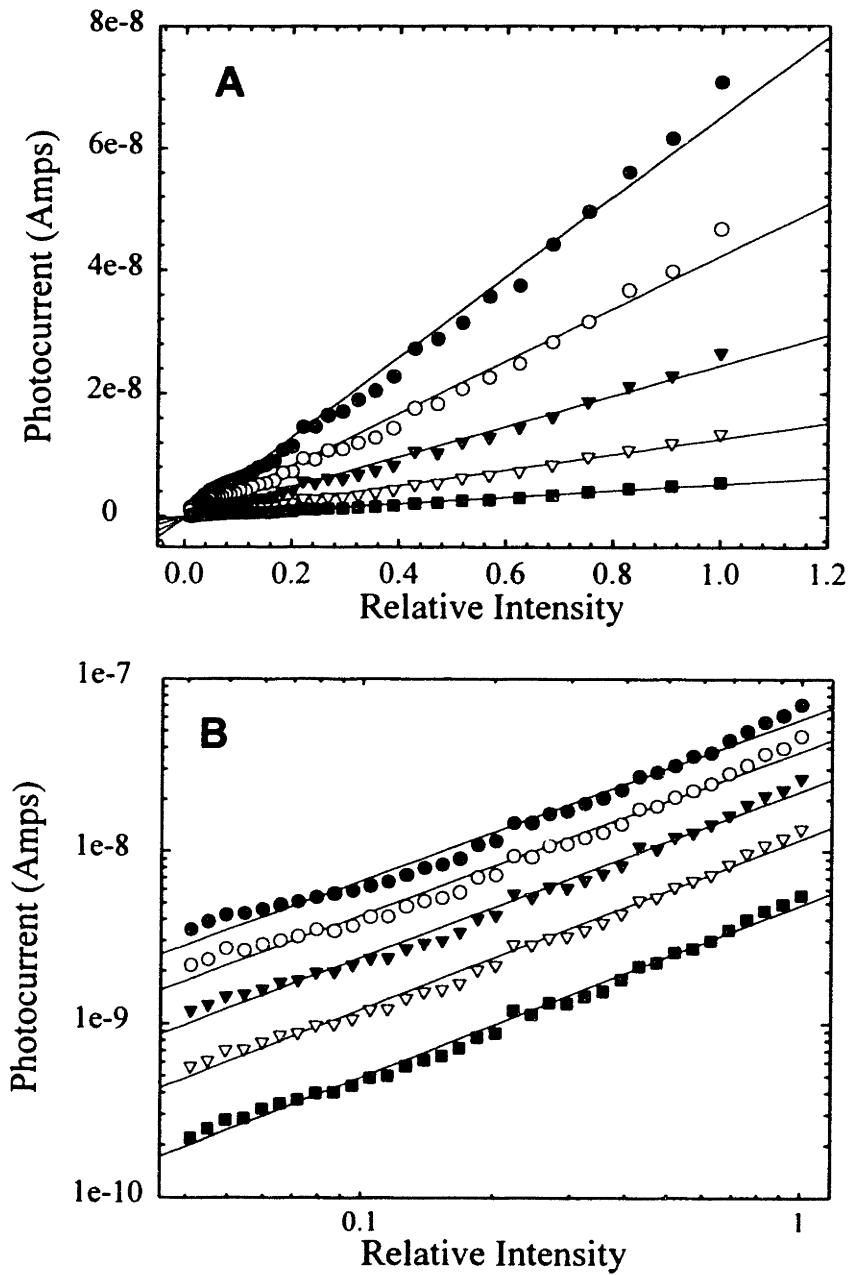 8e-8
A
6e-8
4e-8
2e-8
0
Photocurrent (Amps)
0.0 0.2 0.4 0.6 0.8 1.0 1.2
Relative Intensity
1e-7
B
1e-8
1e-9
1e-10
Photocurrent (Amps)
0.1 1
Relative Intensity